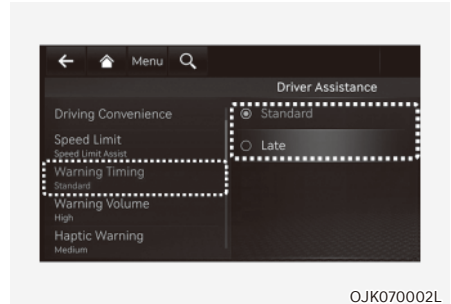 Menu
Driver Assistance
Driving Convenience
Speed Limit
Speed Limit Assist
Warning Timing
Standard
Warning Volume
High
Haptic Warning
Medium
Standard
Late
OJK070002L